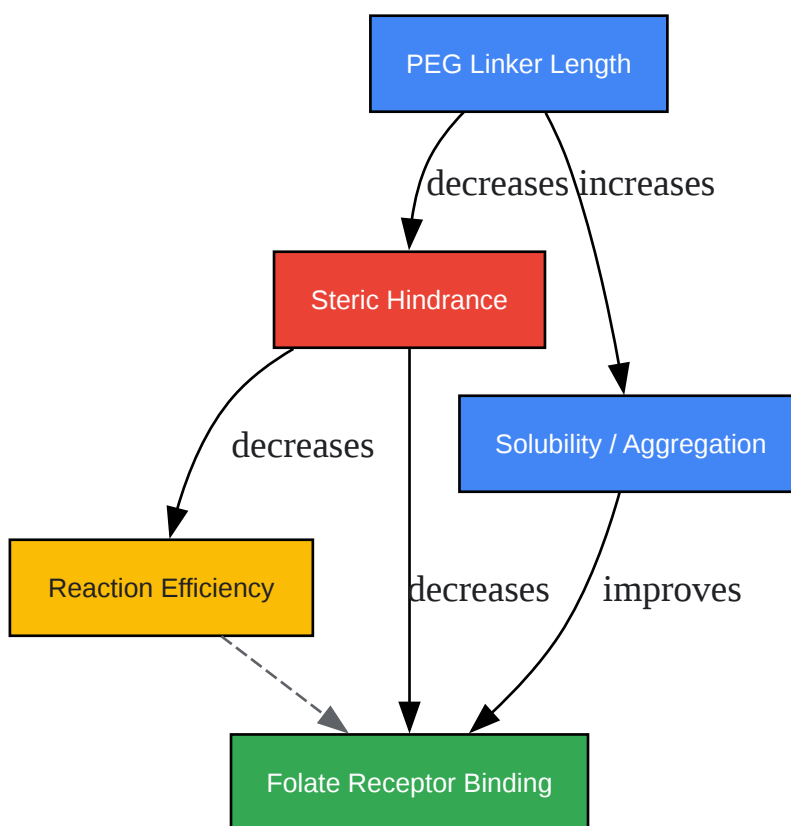 PEG Linker Length
decreases
increases
Steric Hindrance
decreases
Solubility / Aggregation
Reaction Efficiency
decreases
improves
Folate Receptor Binding